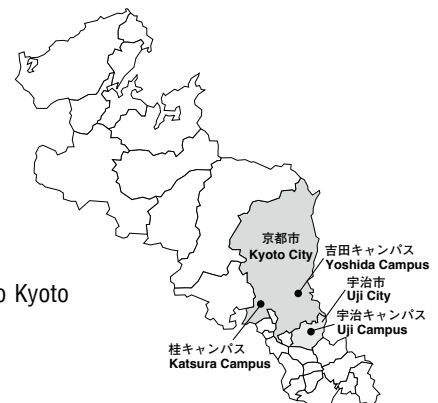 京都市
Kyoto City
吉田キャンパス
Yoshida Campus
宇治市
Uji City
宇治キャンパス
Uji Campus
o Kyoto
桂キャンパス
Katsura Campus